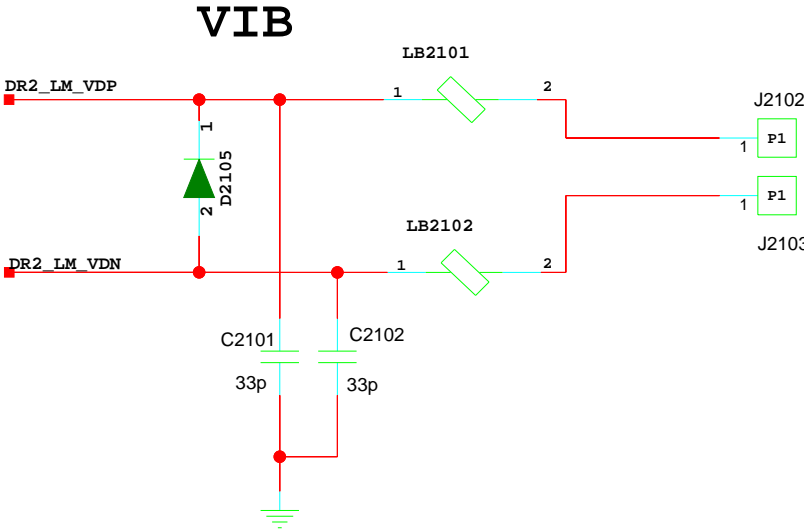 VIB
LB2101
DR2_LM_VDP
1
2
J2102
1
D2105
2
1
P1
1
P1
LB2102
J2103
DR2_LM_VDN
1
2
C2101
C2102
33p
33p